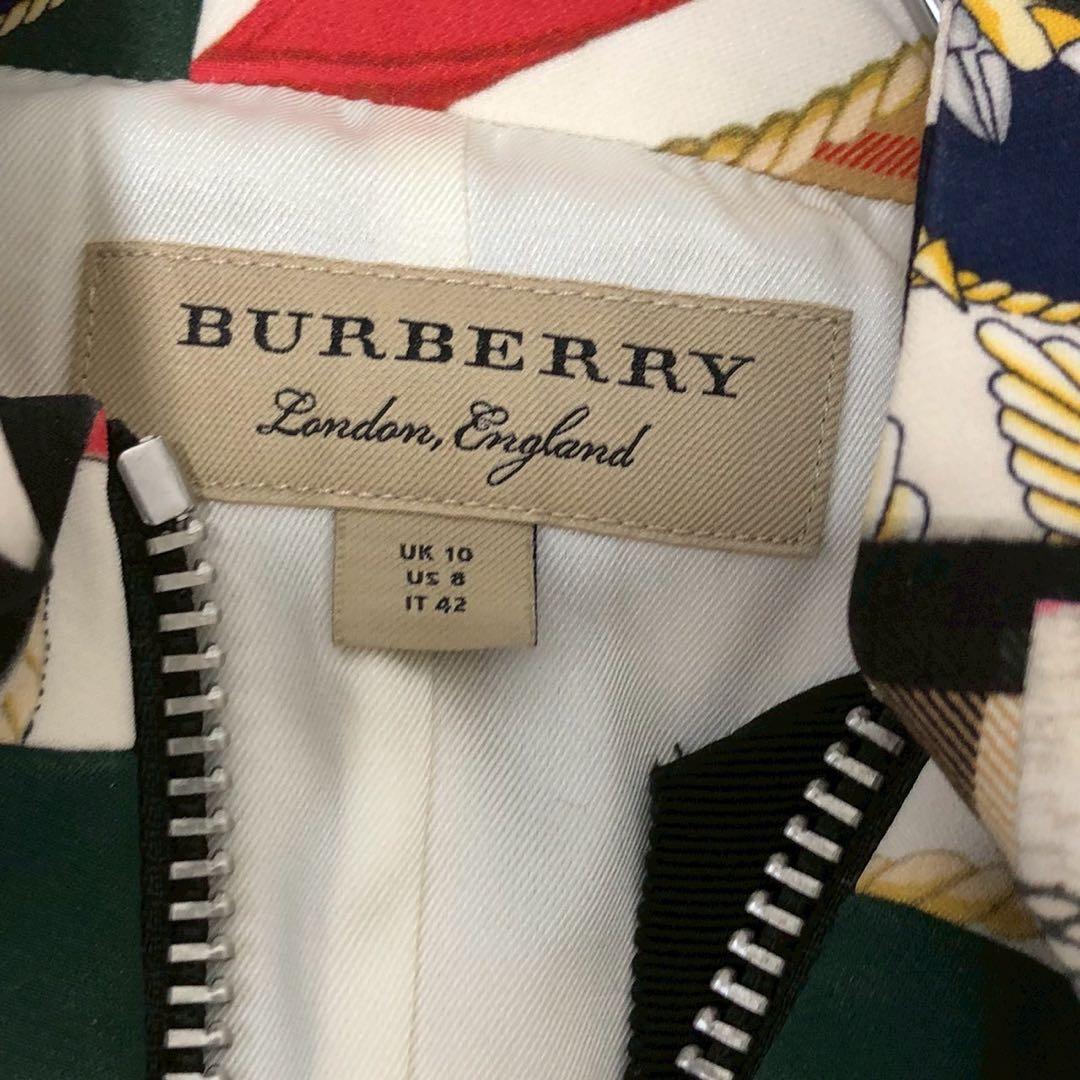 BURBERRY
London, England
UK 10
US 8
IT 42